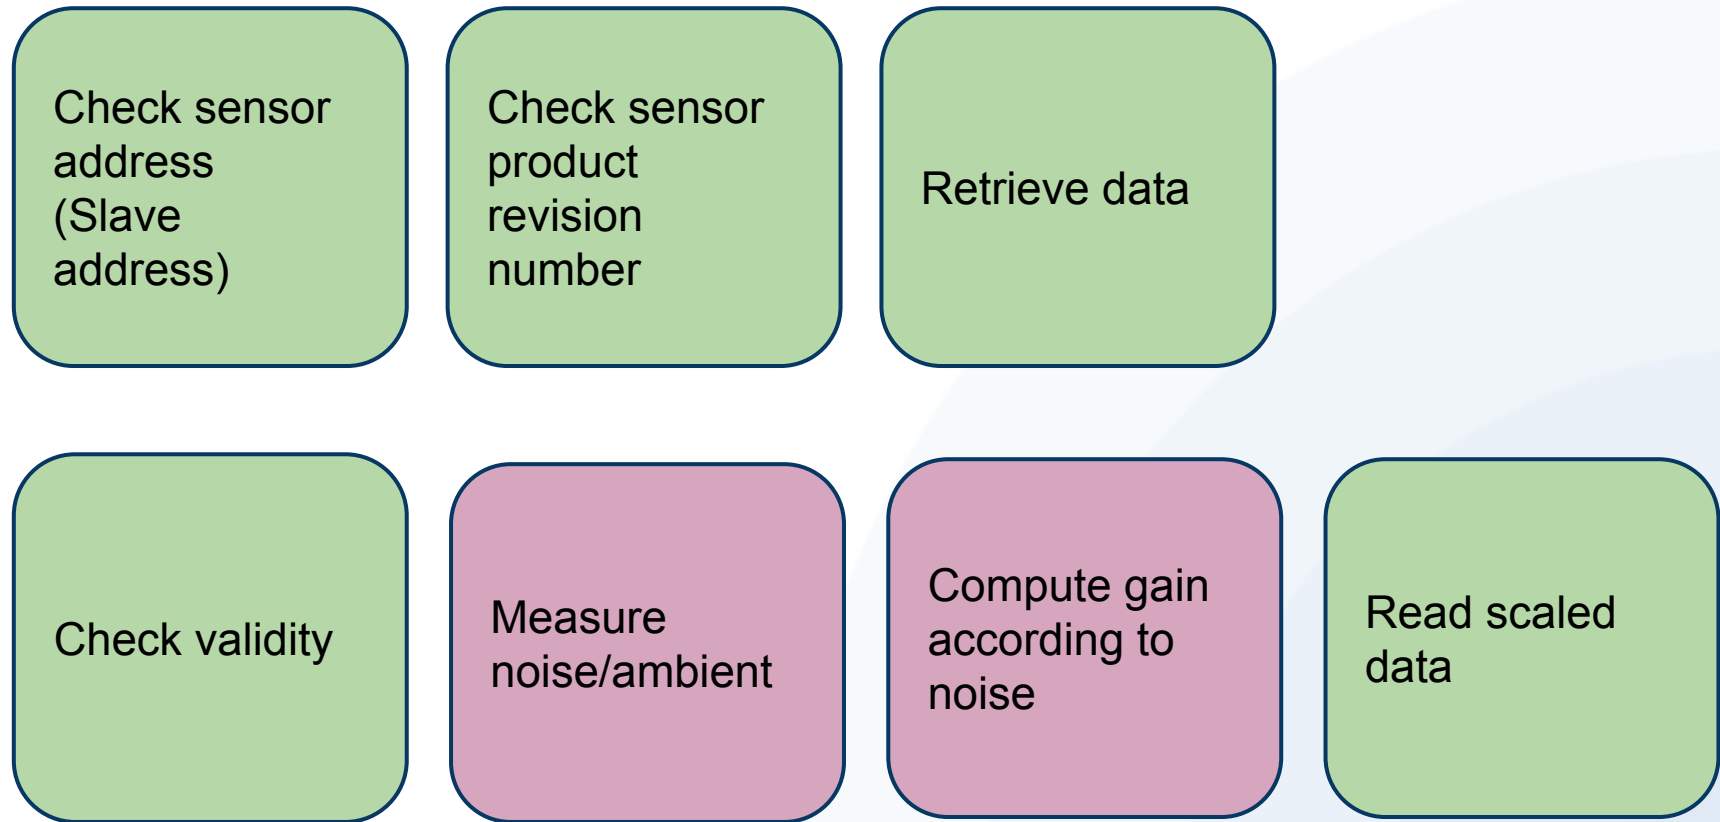 Check sensor
address
(Slave
address)
Check sensor
product
revision
number
Retrieve data
Check validity
Measure
noise/ambient
Compute gain
according to
noise
Read scaled
data